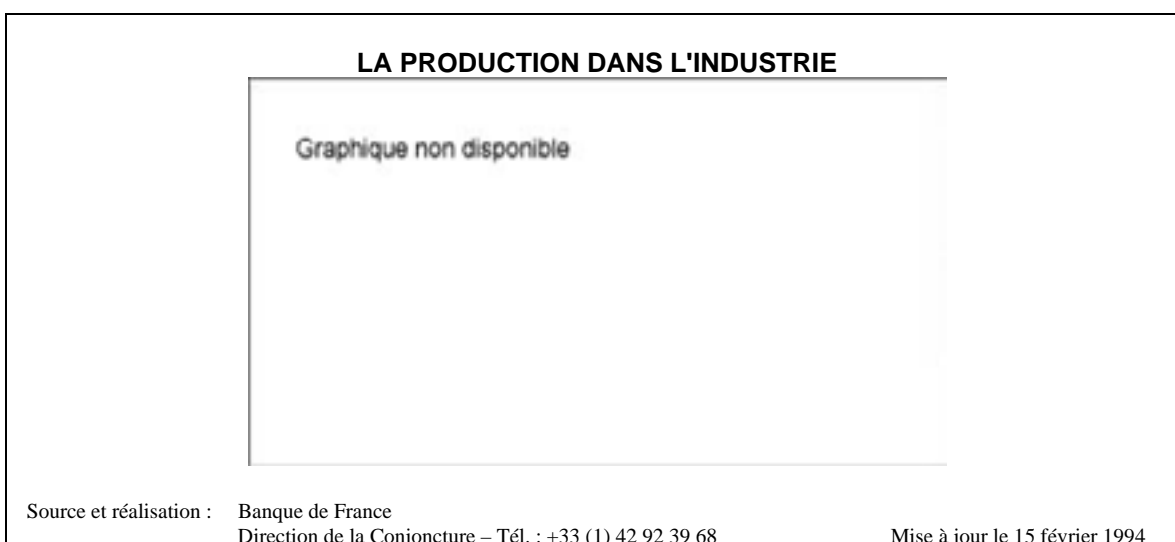 LA PRODUCTION DANS L'INDUSTRIE
Graphique non disponible
Source et réalisation : Banque de France
Direction de la Conjoncture – Tél. : +33 (1) 42 92 39 68 Mise à jour le 15 février 1994